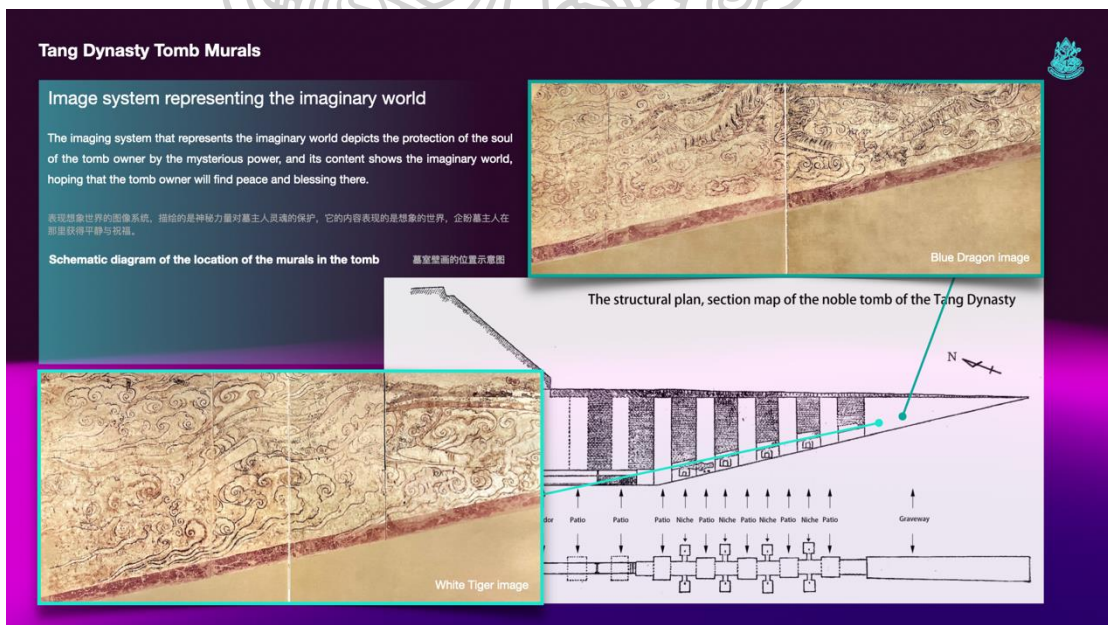 Tang Dynasty Tomb Murals
Image system representing the imaginary world
The imaging system that represents the imaginary world depicts the protection of the soul
of the tomb owner by the mysterious power, and its content shows the imaginary world,
hoping that the tomb owner will find peace and blessing there.
表现想象世界的图像系统，描绘的是神秘力量对墓主人灵魂的保护，它的内容表现的是想象的世界，企盼墓主人在
那里获得平静与祝福。
Schematic diagram of the location of the murals in the tomb 墓室壁画的位置示意图
Blue Dragon image
The structural plan, section map of the noble tomb of the Tang Dynasty
N
White Tiger image
dor Patio Patio Patio Niche Patio Niche Patio Niche Patio Niche Patio Graveway